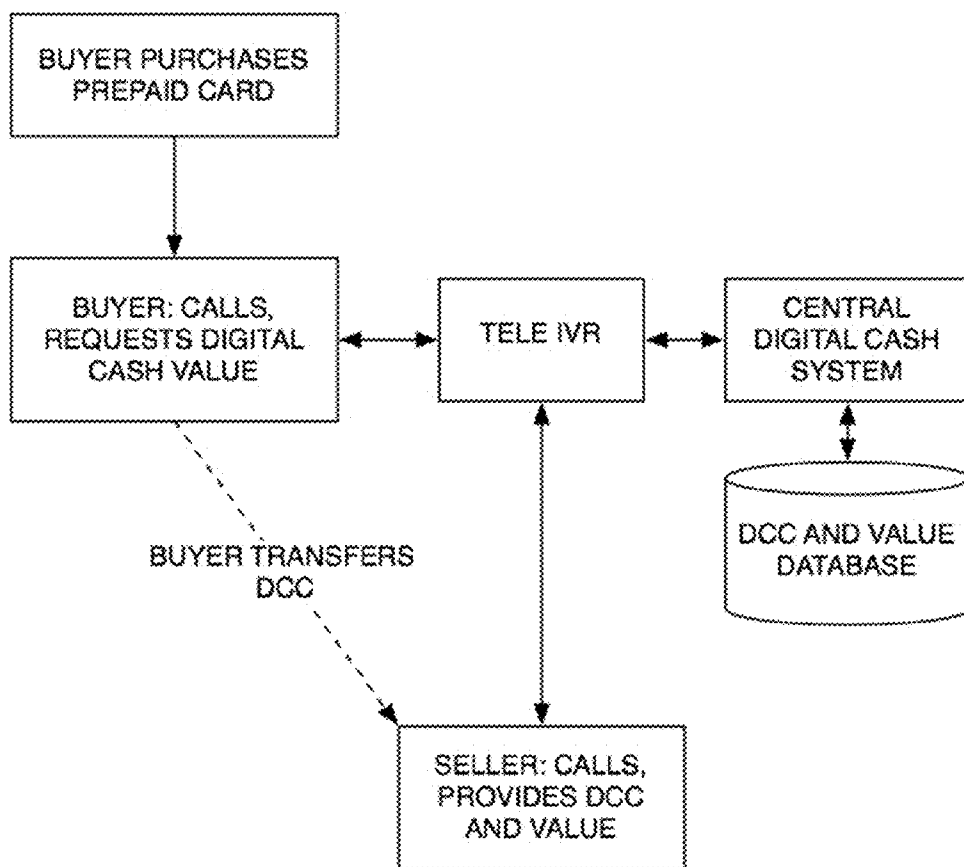 BUYER PURCHASES
PREPAID CARD
BUYER: CALLS,
REQUESTS DIGITAL
CASH VALUE
TELE IVR
CENTRAL
DIGITAL CASH
SYSTEM
DCC AND VALUE
DATABASE
BUYER TRANSFERS
DCC
SELLER: CALLS,
PROVIDES DCC
AND VALUE